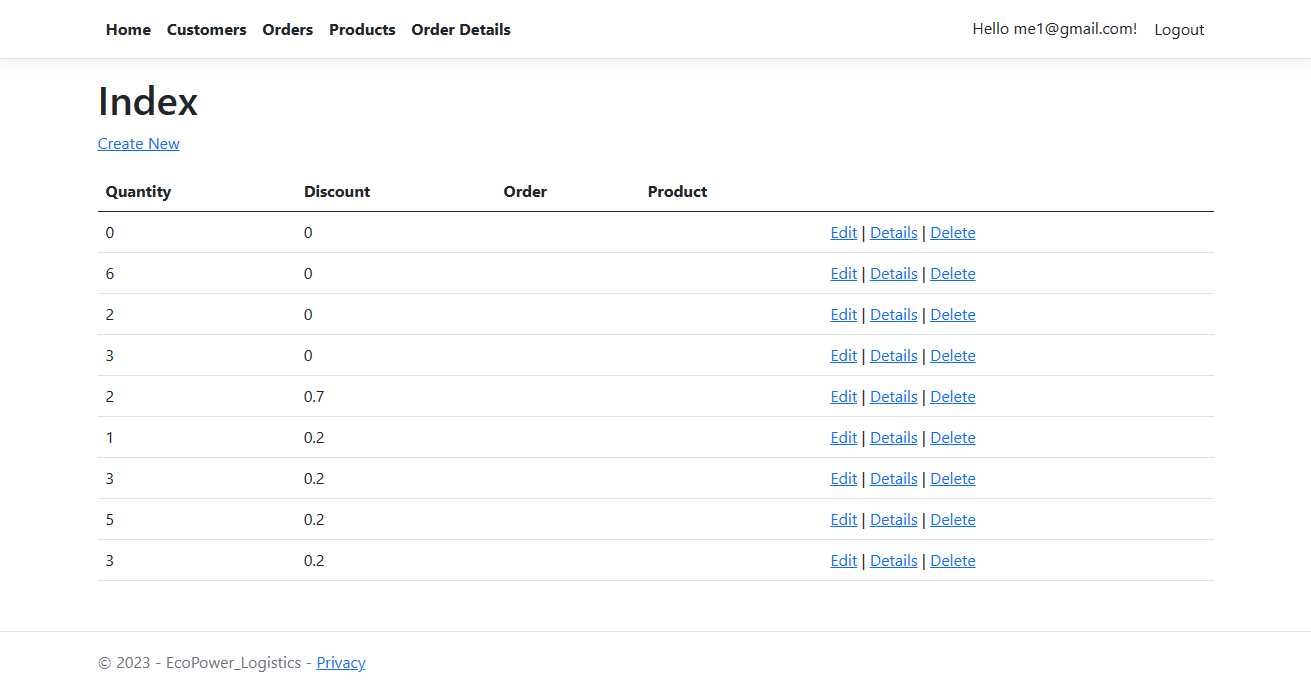 Home Customers Orders Products Order Details Hello me1@gmail.com! Logout
Index
Create New
Quantity Discount Order Product
0 0 Edit | Details | Delete
6 0 Edit | Details | Delete
2 0 Edit | Details | Delete
3 0 Edit | Details | Delete
2 0.7 Edit | Details | Delete
1 0.2 Edit | Details | Delete
3 0.2 Edit | Details | Delete
5 0.2 Edit | Details | Delete
3 0.2 Edit | Details | Delete
© 2023 - EcoPower_Logistics - Privacy